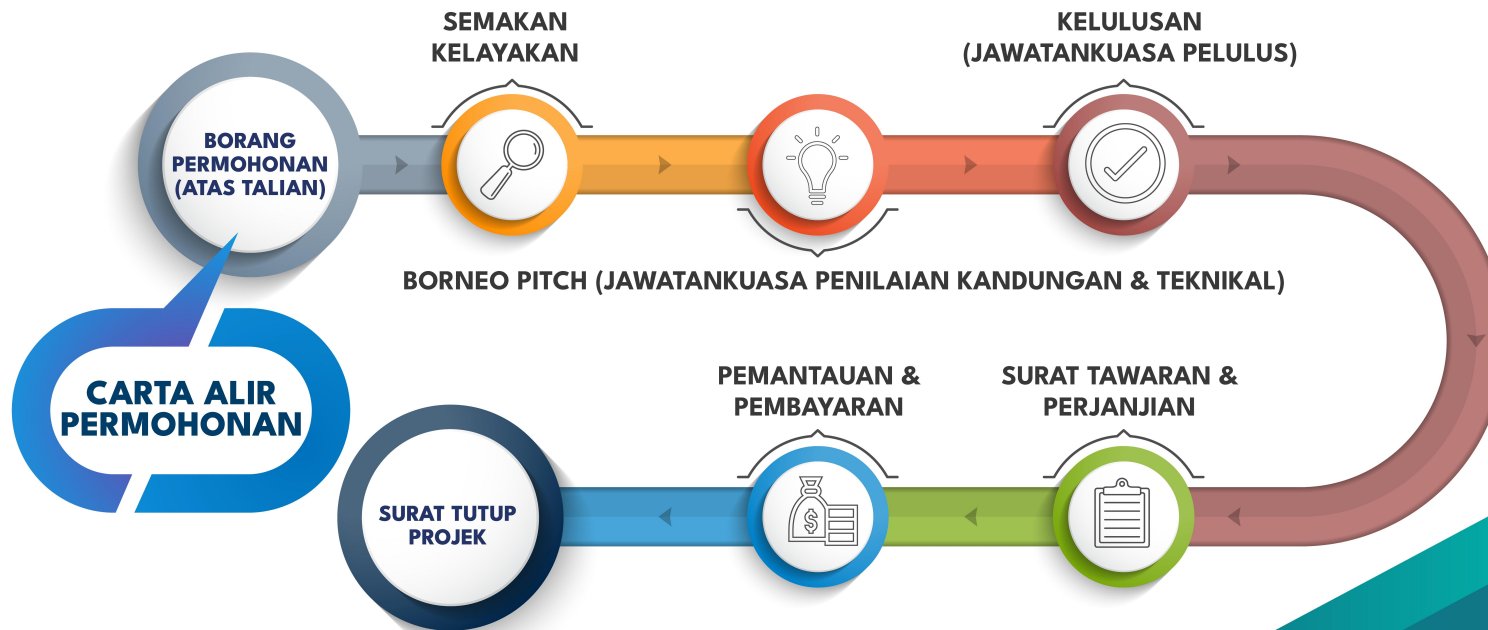 SEMAKAN
KELAYAKAN
KELULUSAN
(JAWATANKUASA PELULUS)
BORANG
PERMOHONAN
(ATAS TALIAN)
BORNEO PITCH (JAWATANKUASA PENILAIAN KANDUNGAN & TEKNIKAL)
CARTA ALIR
PERMOHONAN
PEMANTAUAN &
PEMBAYARAN
SURAT TAWARAN &
PERJANJIAN
SURAT TUTUP
PROJEK
$